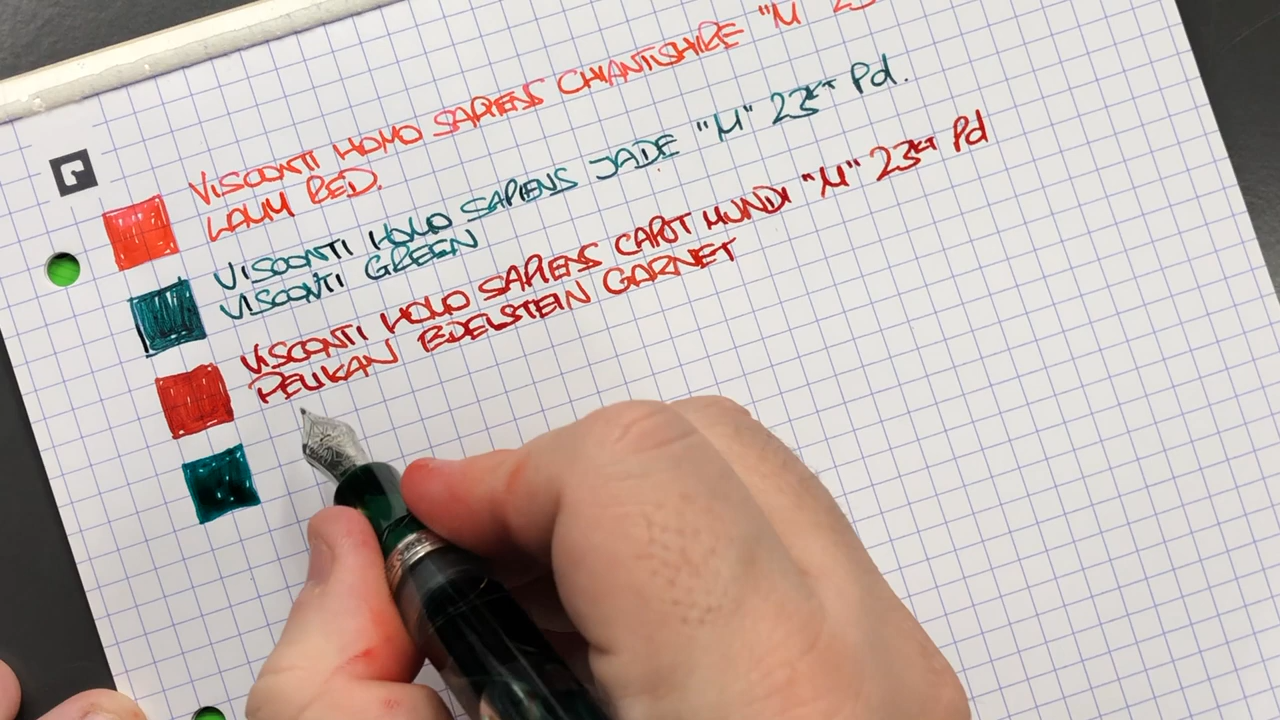 VISCONTI HOMO SAPIENS CHIANTISHIRE "M" 23
LAMY RED.
VISCONTI HOMO SAPIENS JADE "M" 23KT Pd.
VISCONTI GREEN
VISCONTI HOMO SAPIENS CAPUT MUNDI "M" 23KT Pd
PELIKAN EDELSTEIN GARNET